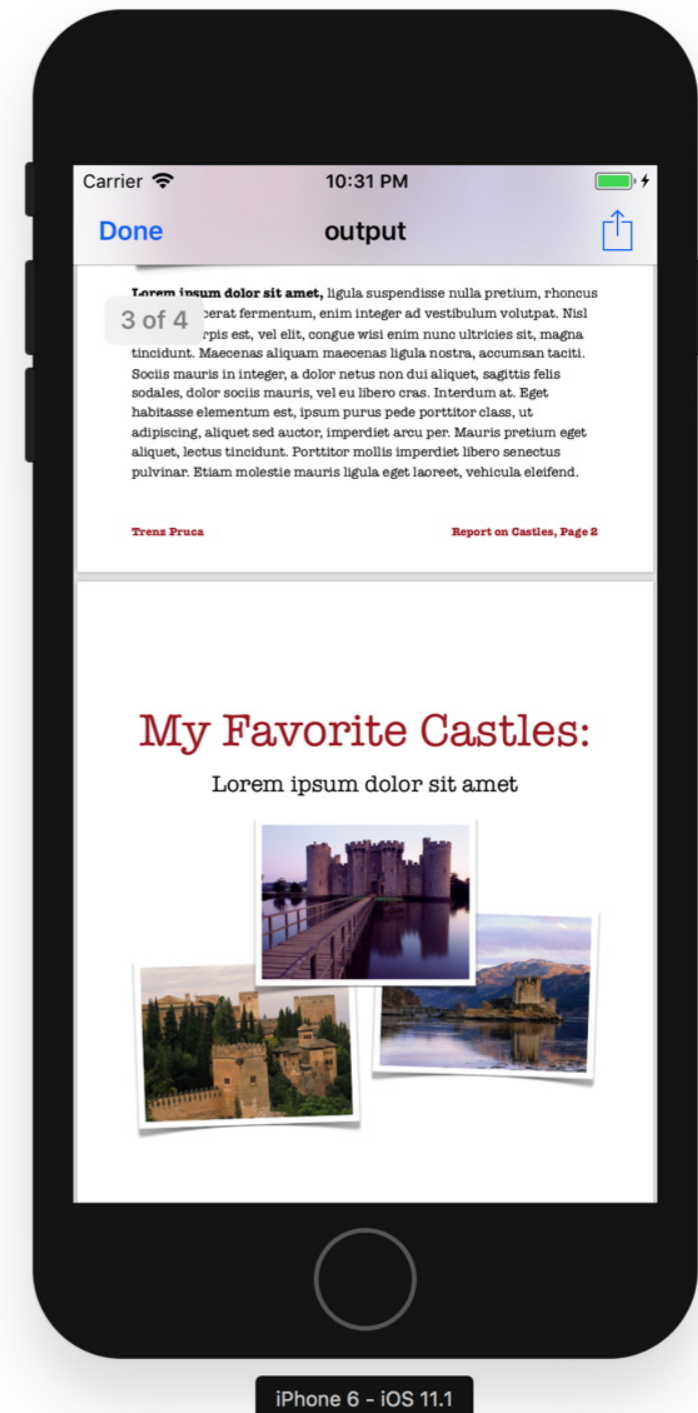 Carrier
10:31 PM
Done
output
Lorem ipsum dolor sit amet, ligula suspendisse nulla pretium, rhoncus
3 of 4
cerat fermentum, enim integer ad vestibulum volutpat. Nisl
rpis est, vel elit, congue wisi enim nunc ultricies sit, magna
tincidunt. Maecenas aliquam maecenas ligula nostra, accumsan taciti.
Sociis mauris in integer, a dolor netus non dui aliquet, sagittis felis
sodales, dolor sociis mauris, vel eu libero cras. Interdum at. Eget
habitasse elementum est, ipsum purus pede porttitor class, ut
adipiscing, aliquet sed auctor, imperdiet arcu per. Mauris pretium eget
aliquet, lectus tincidunt. Porttitor mollis imperdiet libero senectus
pulvinar. Etiam molestie mauris ligula eget laoreet, vehicula eleifend.
Trenz Pruca
Report on Castles, Page 2
My Favorite Castles:
Lorem ipsum dolor sit amet
iPhone 6 - iOS 11.1